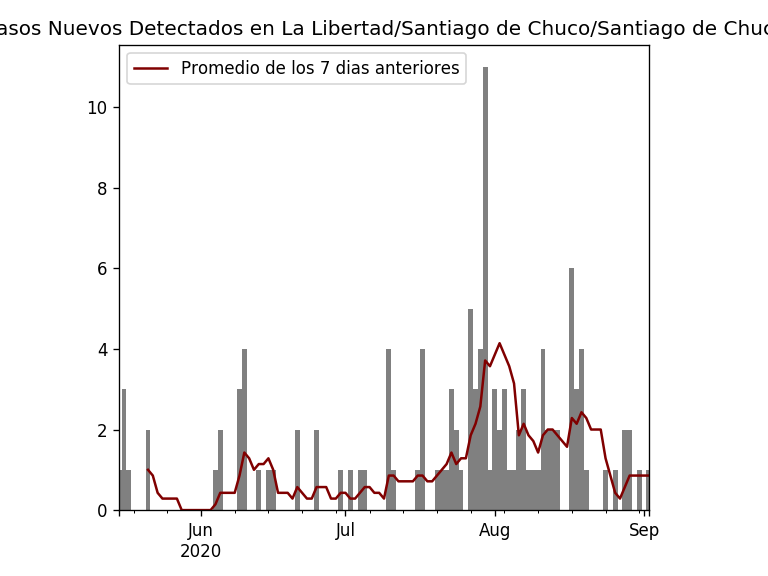 asos Nuevos Detectados en La Libertad/Santiago de Chuco/Santiago de Chuc
Promedio de los 7 dias anteriores
10
8
6
4
2
0
Jun
2020
Jul
Aug
Sep